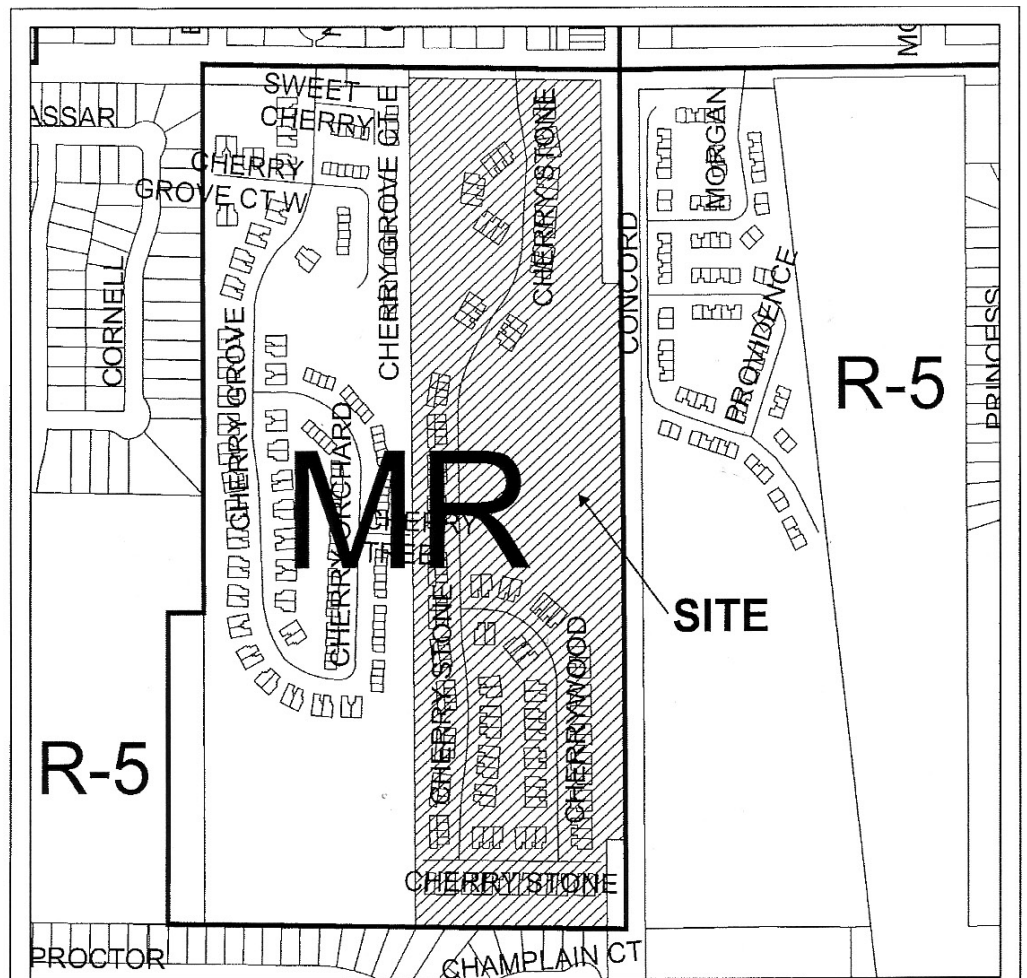 MO
SWEET
CHERRY
ASSAR
CHERRY
GROVE CT W
CHERRY GROVE CT E
CHERRY STONE
MORGAN
CORNELL
CONCORD
PROVIDENCE
PRINCESS
R-5
CHERRY GROVE
CHERRY ORCHARD
MR
CHERRY
TREE
SITE
CHERRY STONE
CHERRYWOOD
R-5
CHERRY STONE
PROCTOR
CHAMPLAIN CT